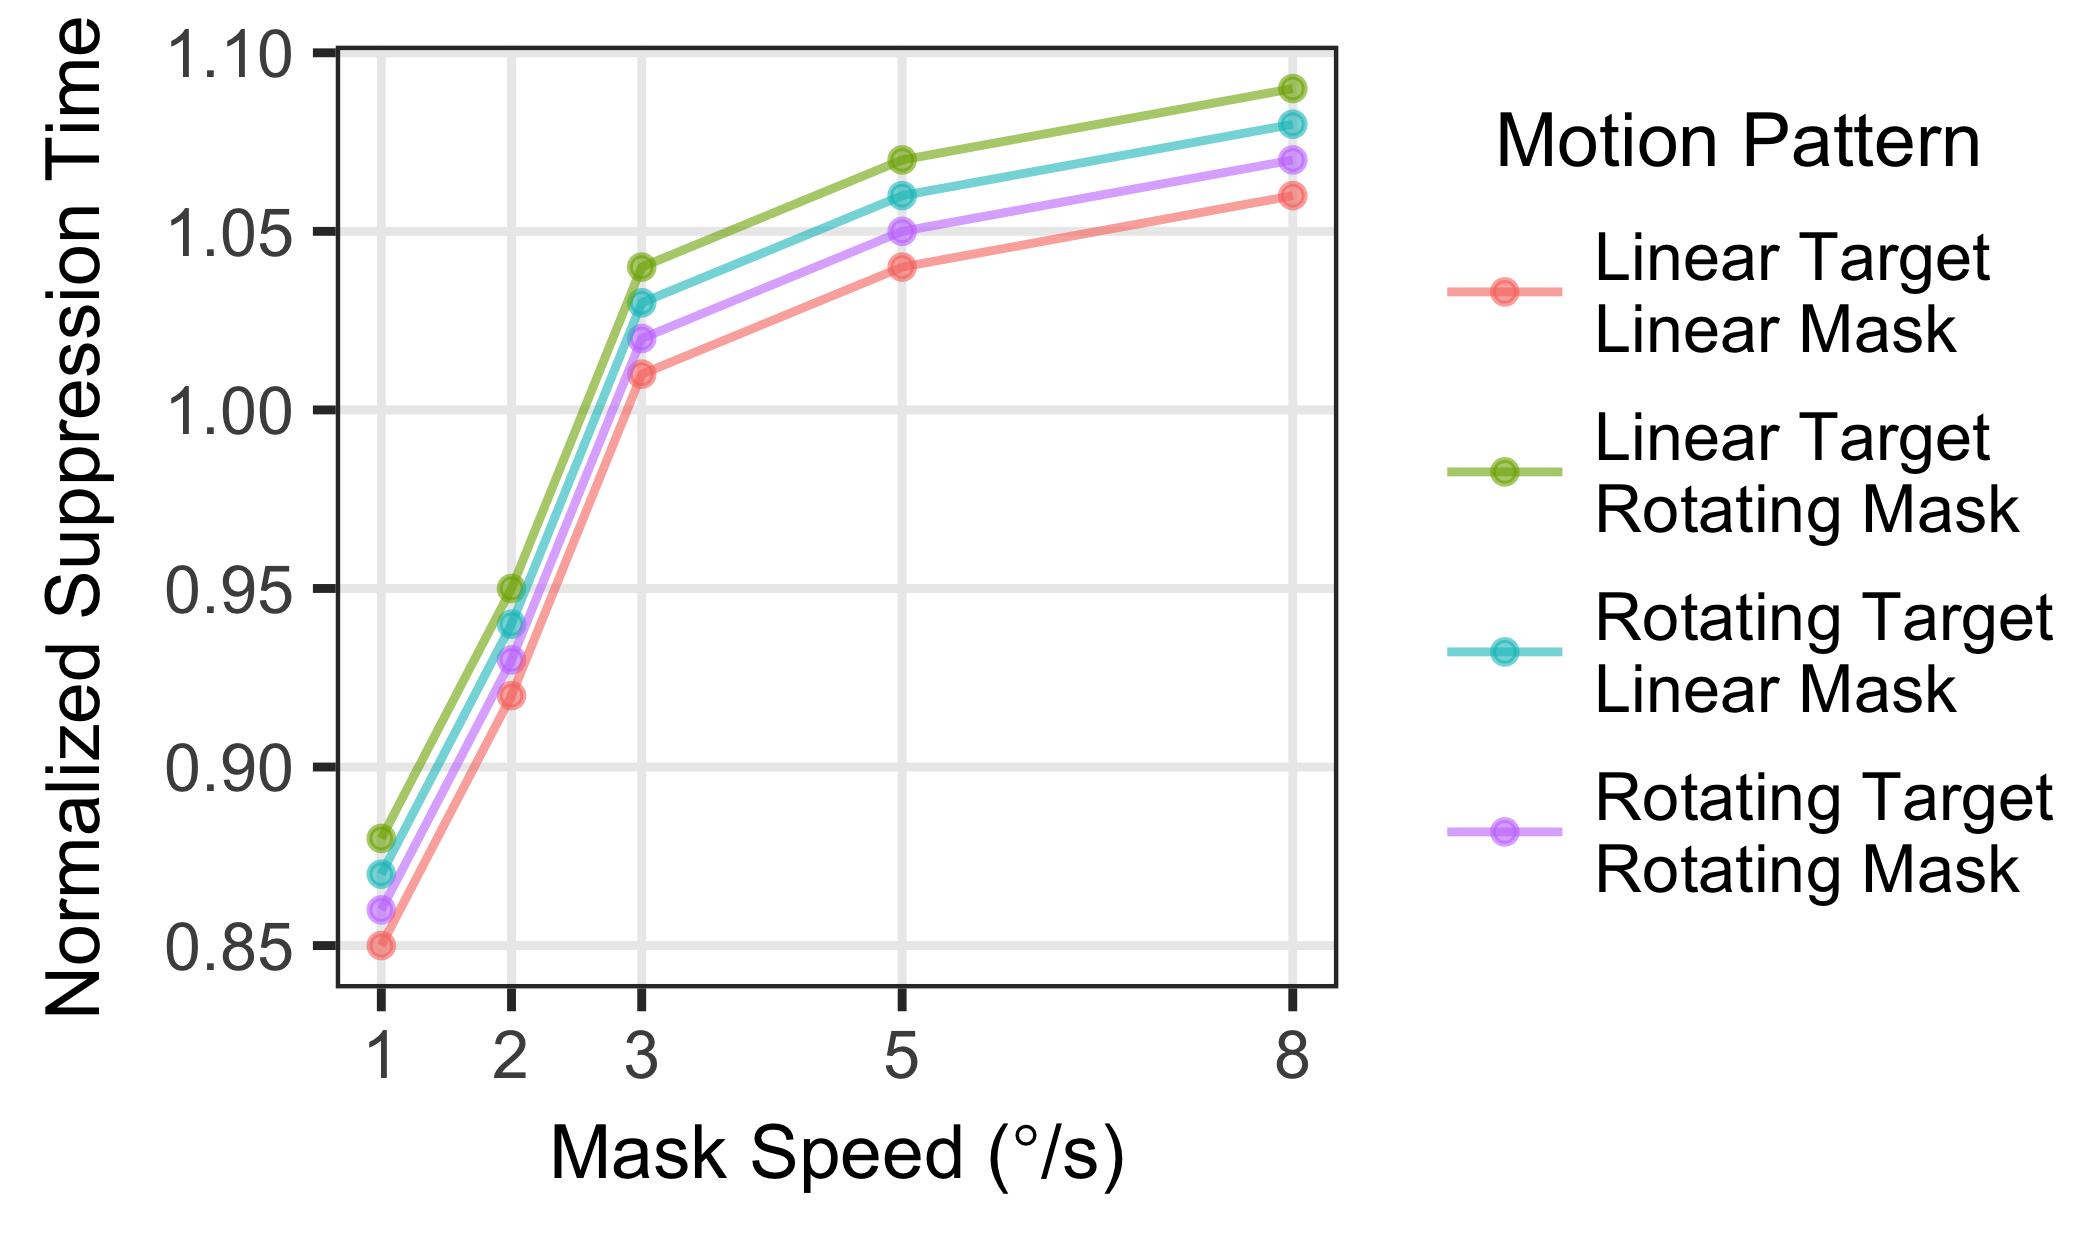 Normalized Suppression Time
1.10
1.05
1.00
0.95
0.90
0.85
1 2 3 5 8
Mask Speed (°/s)
Motion Pattern
Linear Target
Linear Mask
Linear Target
Rotating Mask
Rotating Target
Linear Mask
Rotating Target
Rotating Mask